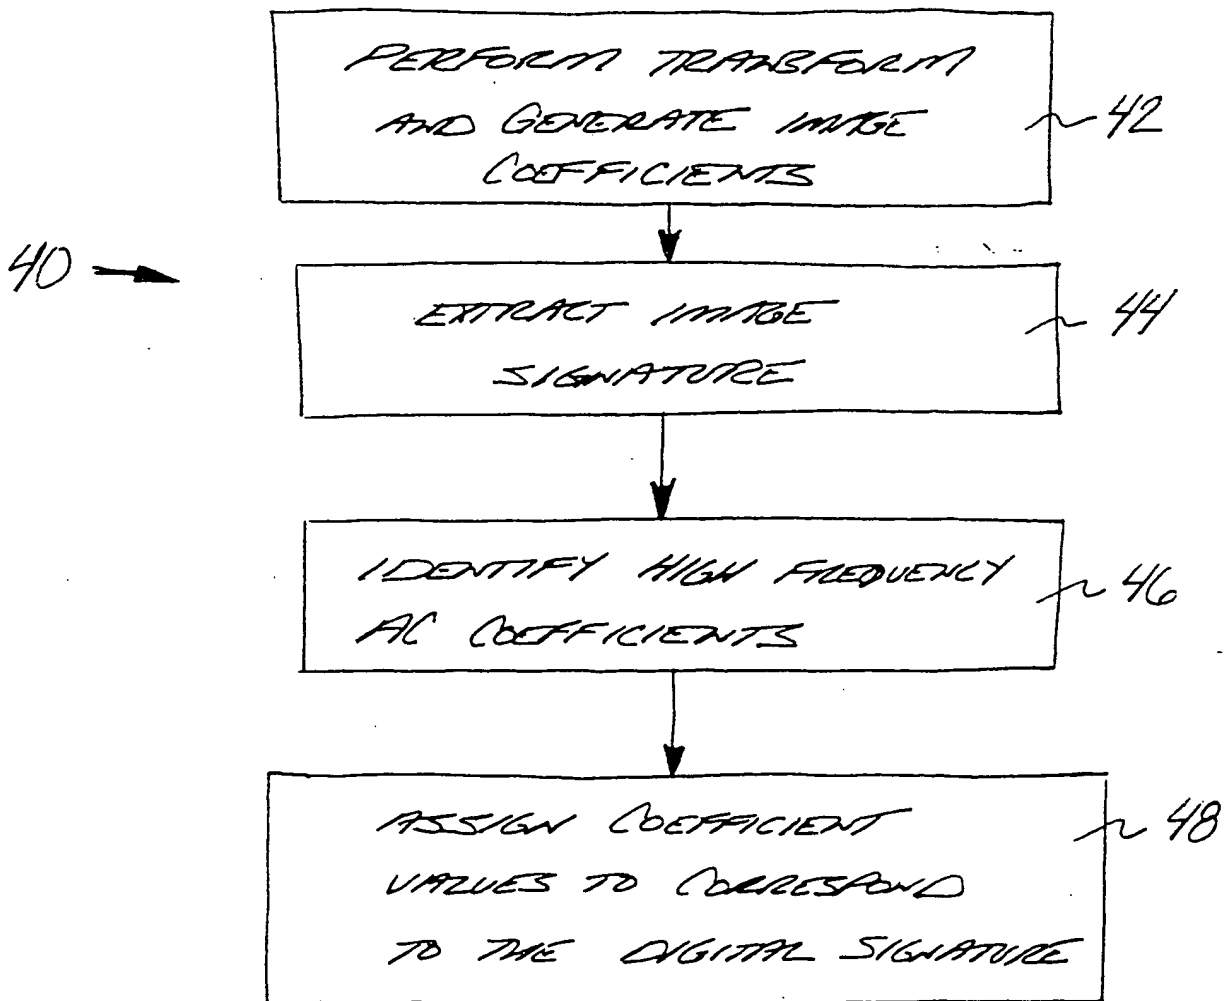 PERFORM TRANSFORM
AND GENERATE IMAGE
COEFFICIENTS
42
40
EXTRACT IMAGE
SIGNATURE
44
IDENTIFY HIGH FREQUENCY
AC COEFFICIENTS
46
ASSIGN COEFFICIENT
VALUES TO CORRESPOND
TO THE DIGITAL SIGNATURE
48